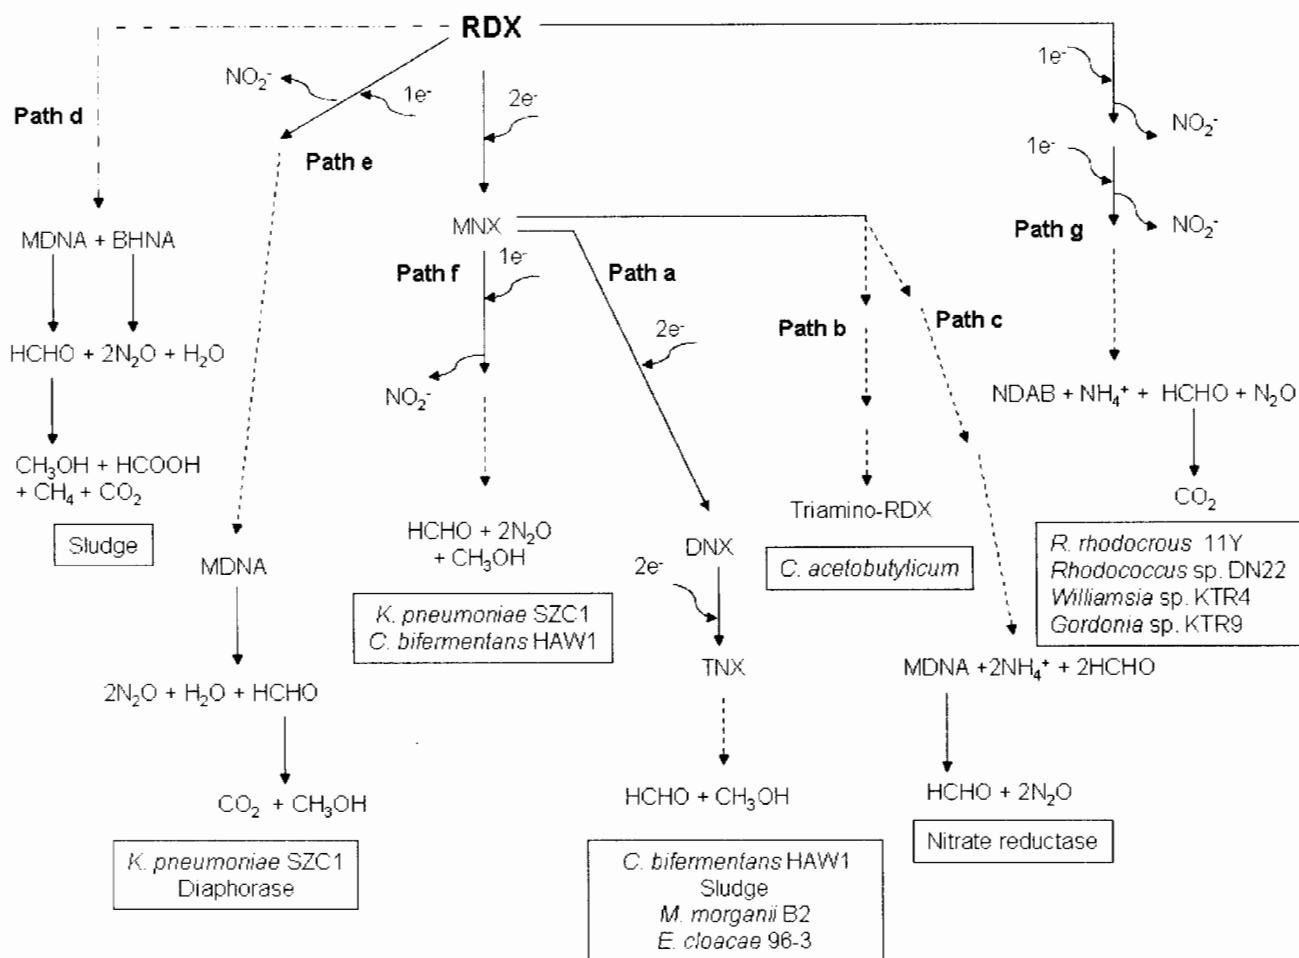 RDX
NO₂⁻
1e⁻
2e⁻
1e⁻
NO₂⁻
Path d
Path e
1e⁻
NO₂⁻
MDNA + BHNA
MNX
Path g
Path f
1e⁻
Path a
Path b
Path c
HCHO + 2N₂O + H₂O
2e⁻
NO₂⁻
NDAB + NH₄⁺ + HCHO + N₂O
CH₃OH + HCOOH
+ CH₄ + CO₂
Sludge
CO₂
HCHO + 2N₂O
+ CH₃OH
K. pneumoniae SZC1
C. bifermentans HAW1
Triamino-RDX
C. acetobutylicum
R. rhodocrous 11Y
Rhodococcus sp. DN22
Williamsia sp. KTR4
Gordonia sp. KTR9
MDNA
DNX
2e⁻
TNX
MDNA +2NH₄⁺ + 2HCHO
2N₂O + H₂O + HCHO
CO₂ + CH₃OH
HCHO + CH₃OH
HCHO + 2N₂O
Nitrate reductase
K. pneumoniae SZC1
Diaphorase
C. bifermentans HAW1
Sludge
M. morganii B2
E. cloacae 96-3